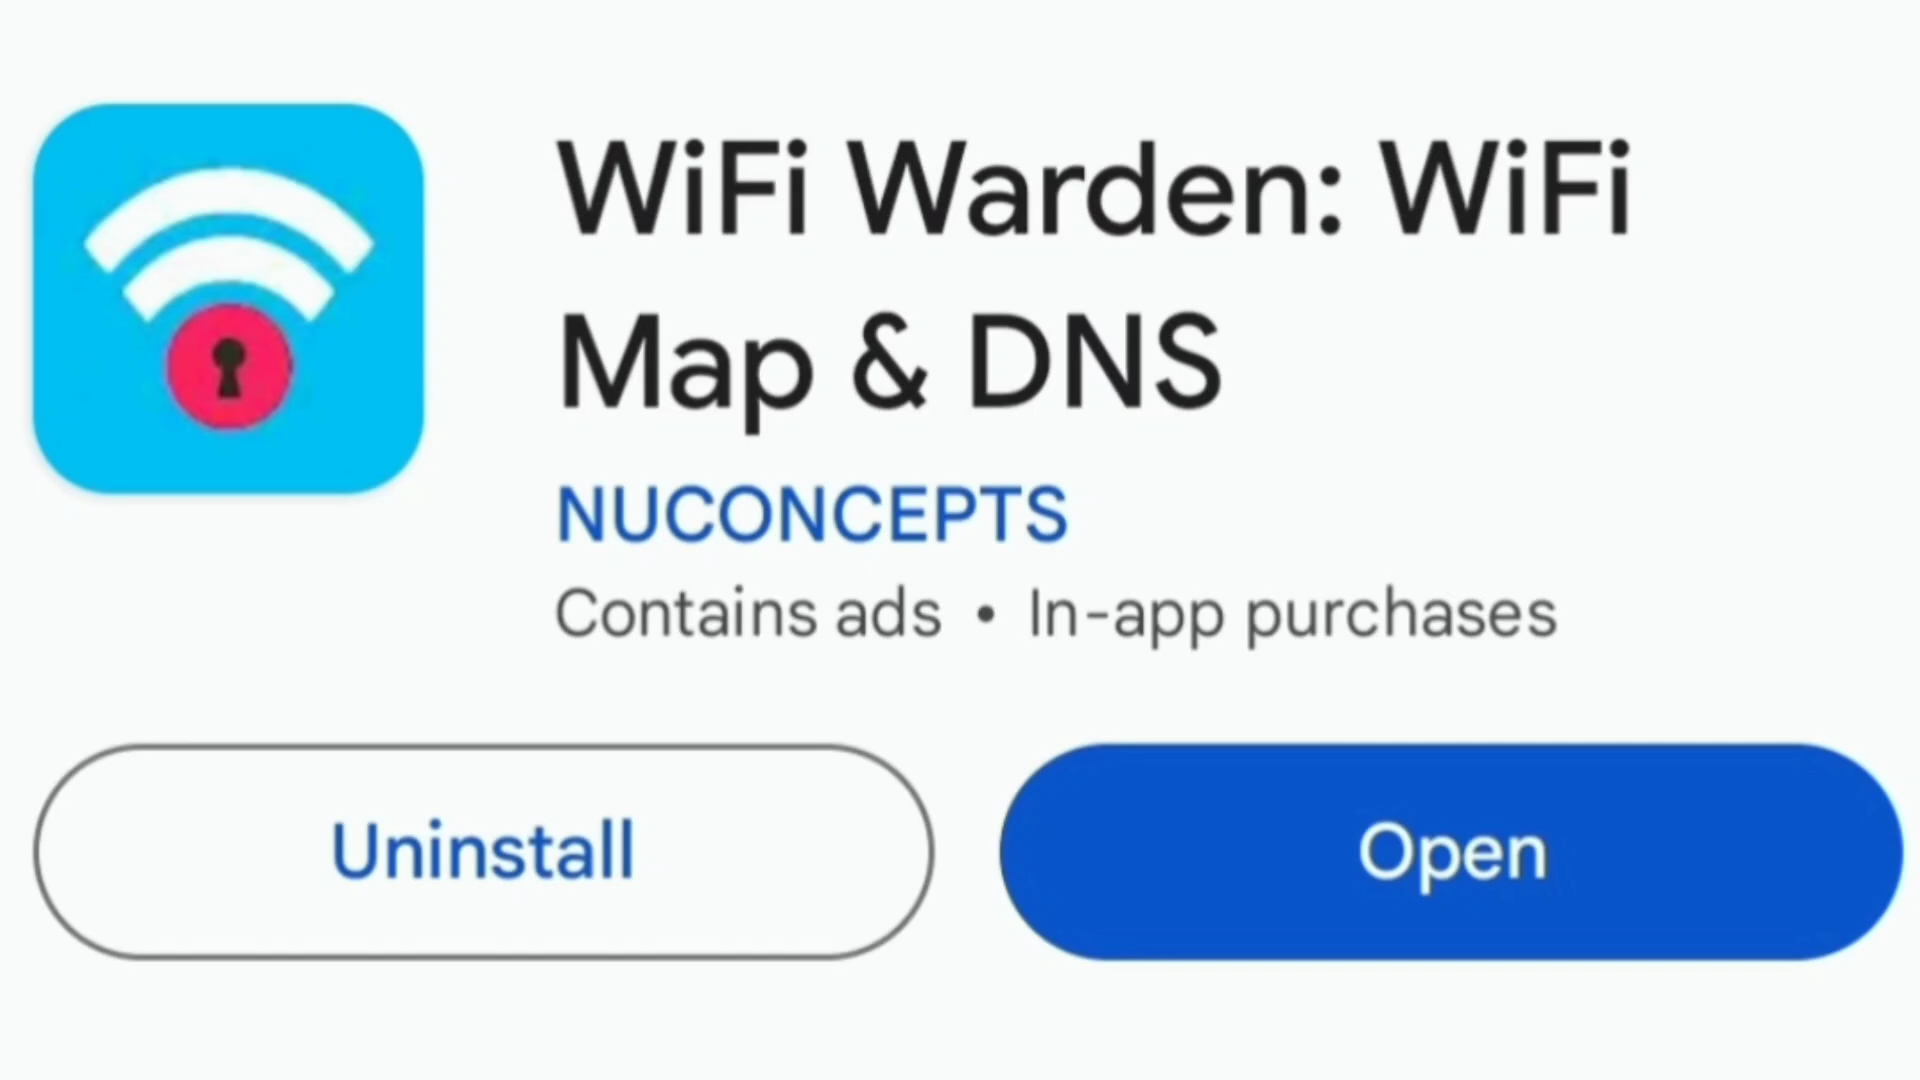 WiFi Warden: WiFi
Map & DNS
NUCONCEPTS
Contains ads • In-app purchases
Uninstall
Open